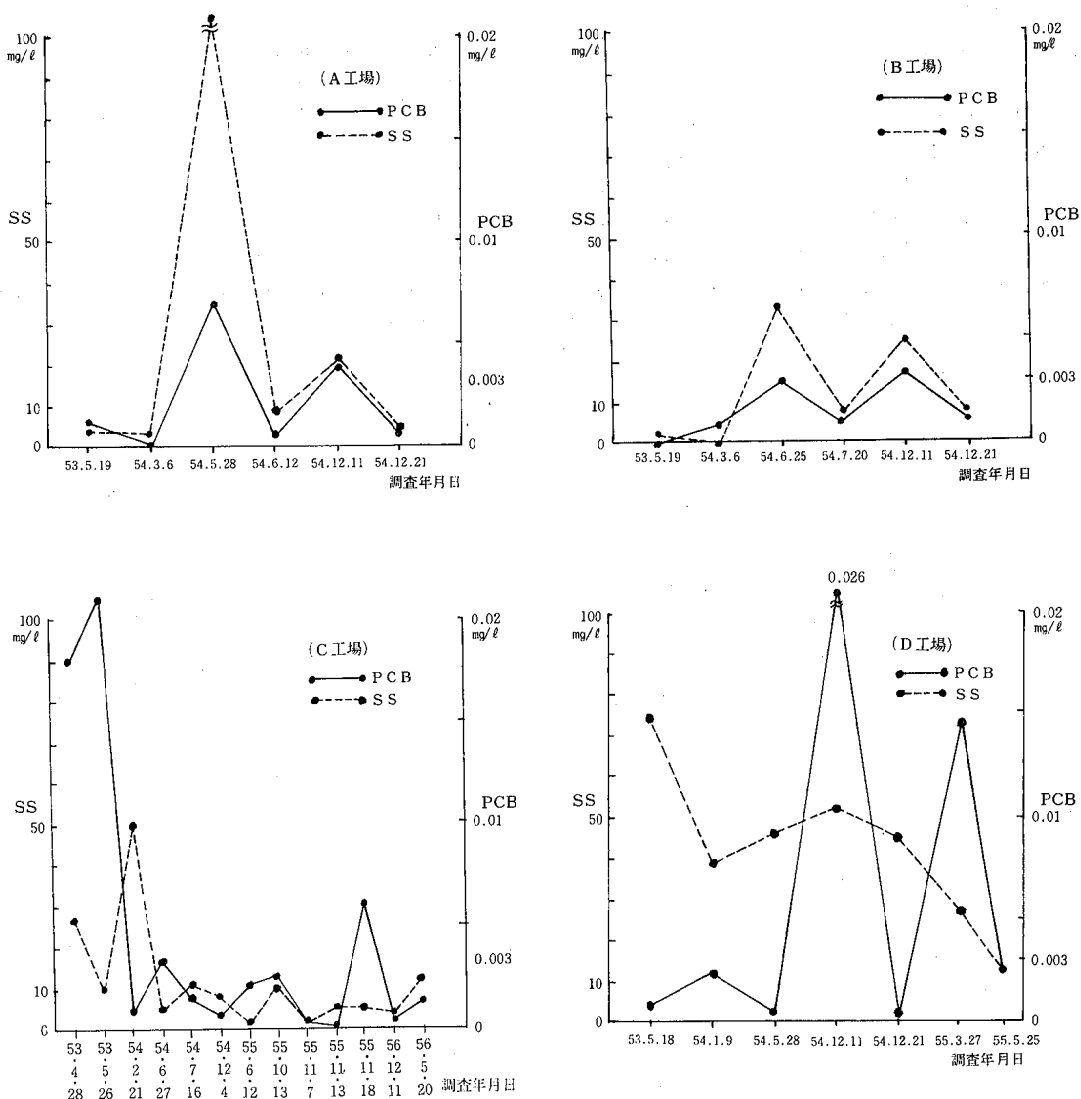 100
mg/ℓ
SS
50
10
0
(A工場)
PCB
SS
0.02
mg/ℓ
PCB
0.01
0.003
0
53.5.19 54.3.6 54.5.28 54.6.12 54.12.11 54.12.21
調査年月日
100
mg/ℓ
SS
50
10
0
(B工場)
PCB
SS
0.02
mg/ℓ
PCB
0.01
0.003
0
53.5.19 54.3.6 54.6.25 54.7.20 54.12.11 54.12.21
調査年月日
100
mg/ℓ
SS
50
10
0
(C工場)
PCB
SS
0.02
mg/ℓ
PCB
0.01
0.003
0
53・4・28 53・5・26 54・2・21 54・6・27 54・7・16 54・12・4 55・6・12 55・10・13 55・11・7 55・11・13 55・11・18 56・12・11 56・5・20
調査年月日
0.026
100
mg/ℓ
SS
50
10
0
(D工場)
PCB
SS
0.02
mg/ℓ
PCB
0.01
0.003
0
53.5.18 54.1.9 54.5.28 54.12.11 54.12.21 55.3.27 55.5.25
調査年月日